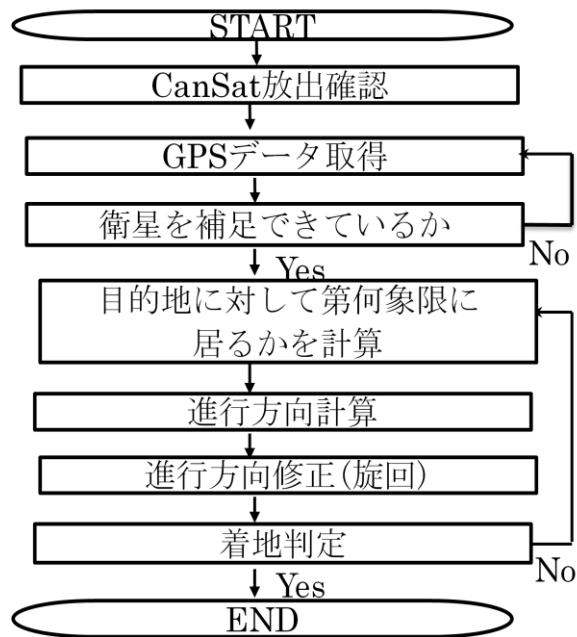 START
CanSat放出確認
GPSデータ取得
衛星を補足できているか
No
Yes
目的地に対して第何象限に
居るかを計算
進行方向計算
進行方向修正(旋回)
着地判定
No
Yes
END